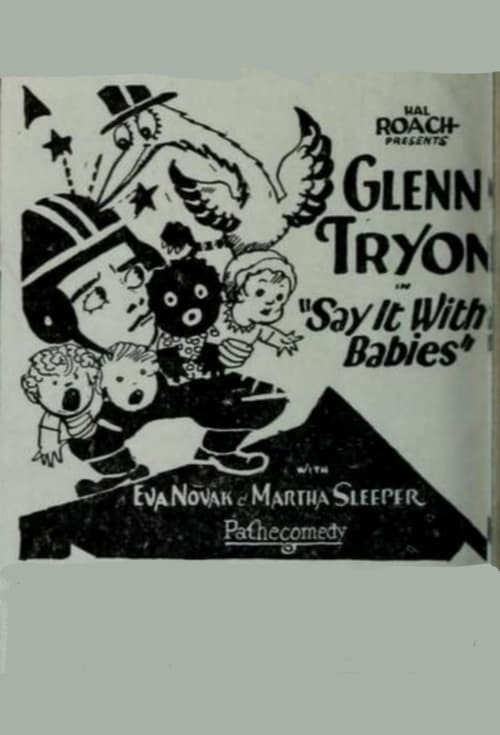 HAL
ROACH
PRESENTS
GLENN
TRYON
IN
"Say It With
Babies"
WITH
EVA NOVAK & MARTHA SLEEPER
Pathecomedy